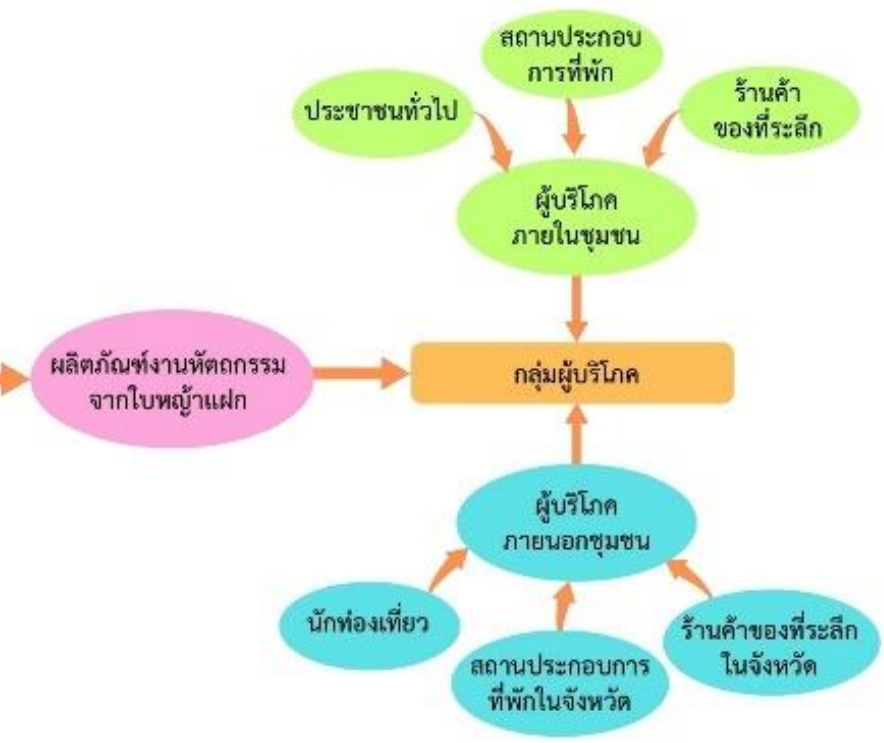 สถานประกอบ
การที่พัก
ประชาชนทั่วไป
ร้านค้า
ของที่ระลึก
ผู้บริโภค
ภายในชุมชน
ผลิตภัณฑ์งานหัตถกรรม
จากใบหญ้าแฝก
กลุ่มผู้บริโภค
ผู้บริโภค
ภายนอกชุมชน
นักท่องเที่ยว
สถานประกอบการ
ที่พักในจังหวัด
ร้านค้าของที่ระลึก
ในจังหวัด